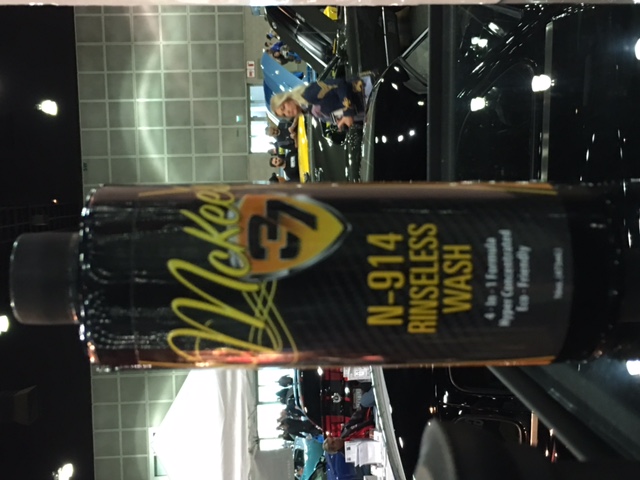 McKee's
37
N-914
RINSELESS
WASH
4-In-1 Formula
Hyper Concentrated
Eco-Friendly